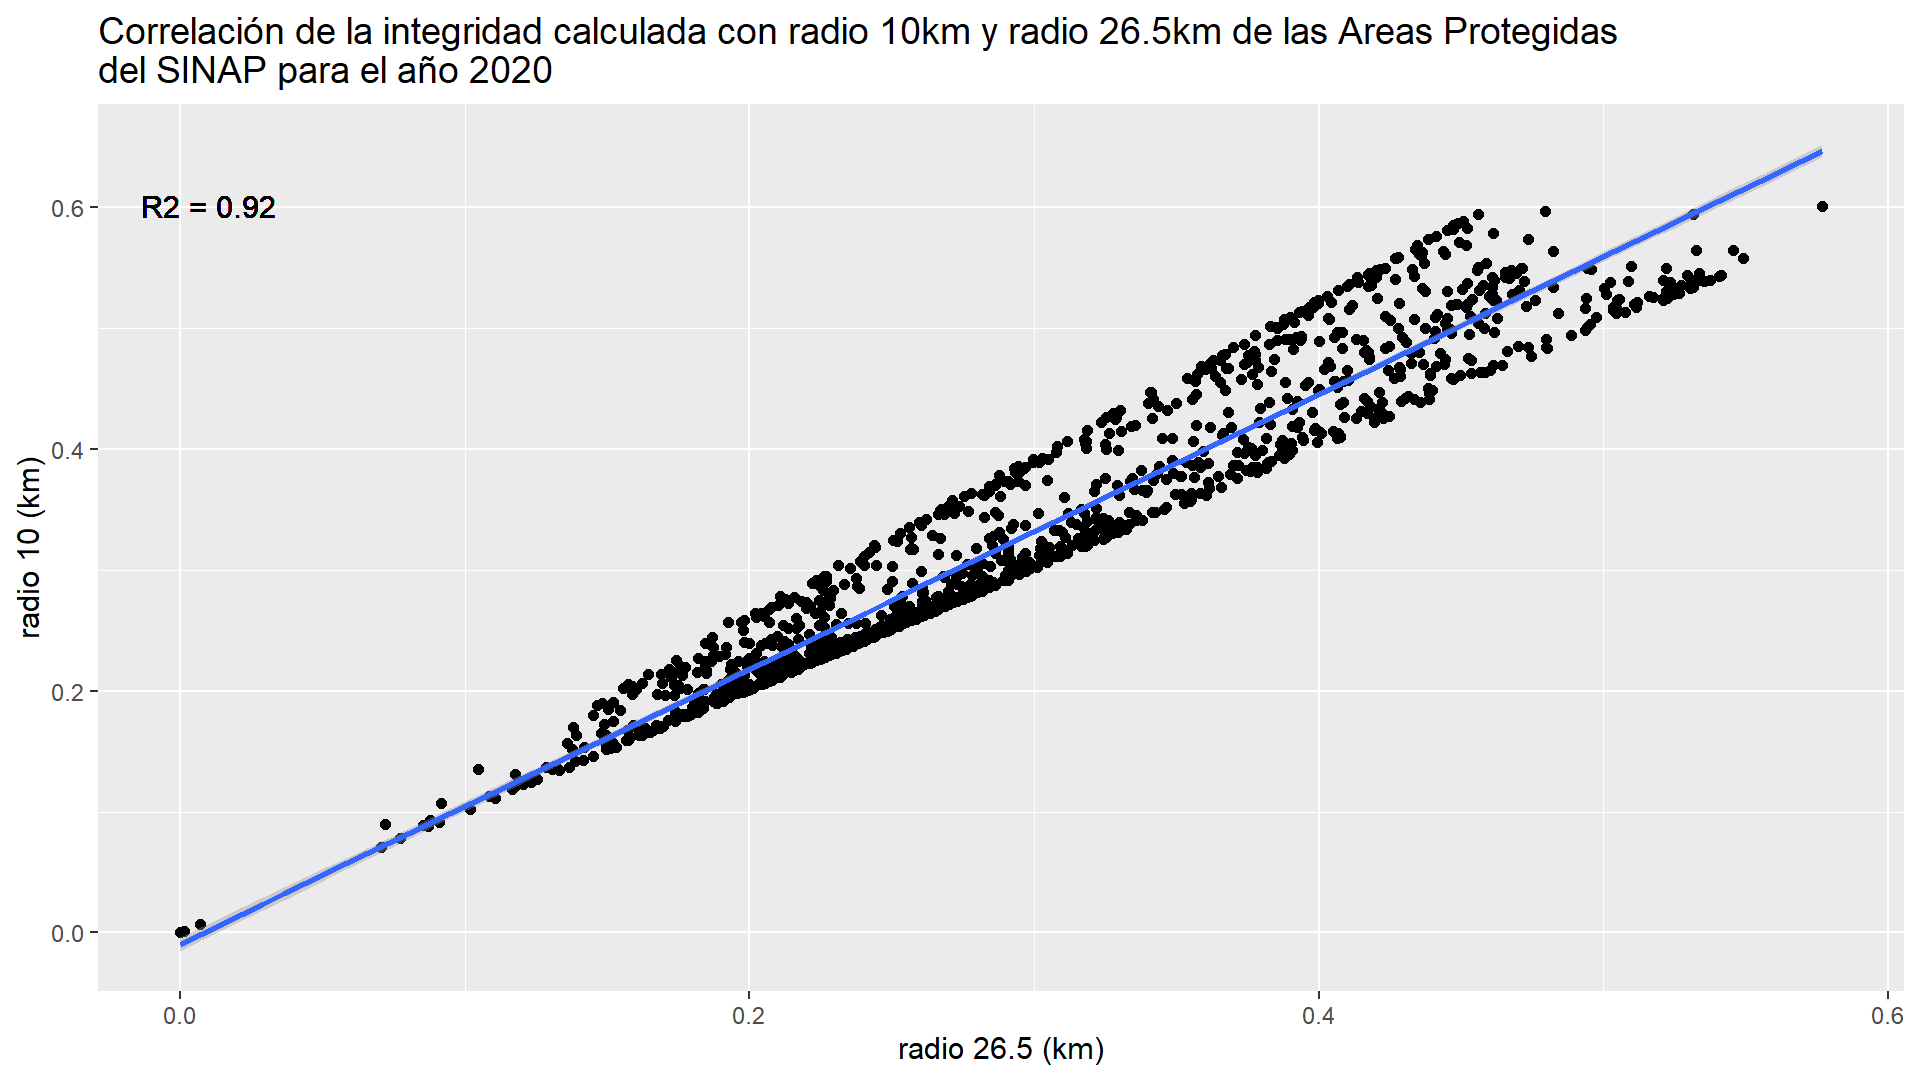 Correlación de la integridad calculada con radio 10km y radio 26.5km de las Areas Protegidas
del SINAP para el año 2020
R2 = 0.92
0.6
0.4
0.2
0.0
radio 10 (km)
0.0 0.2 0.4 0.6
radio 26.5 (km)